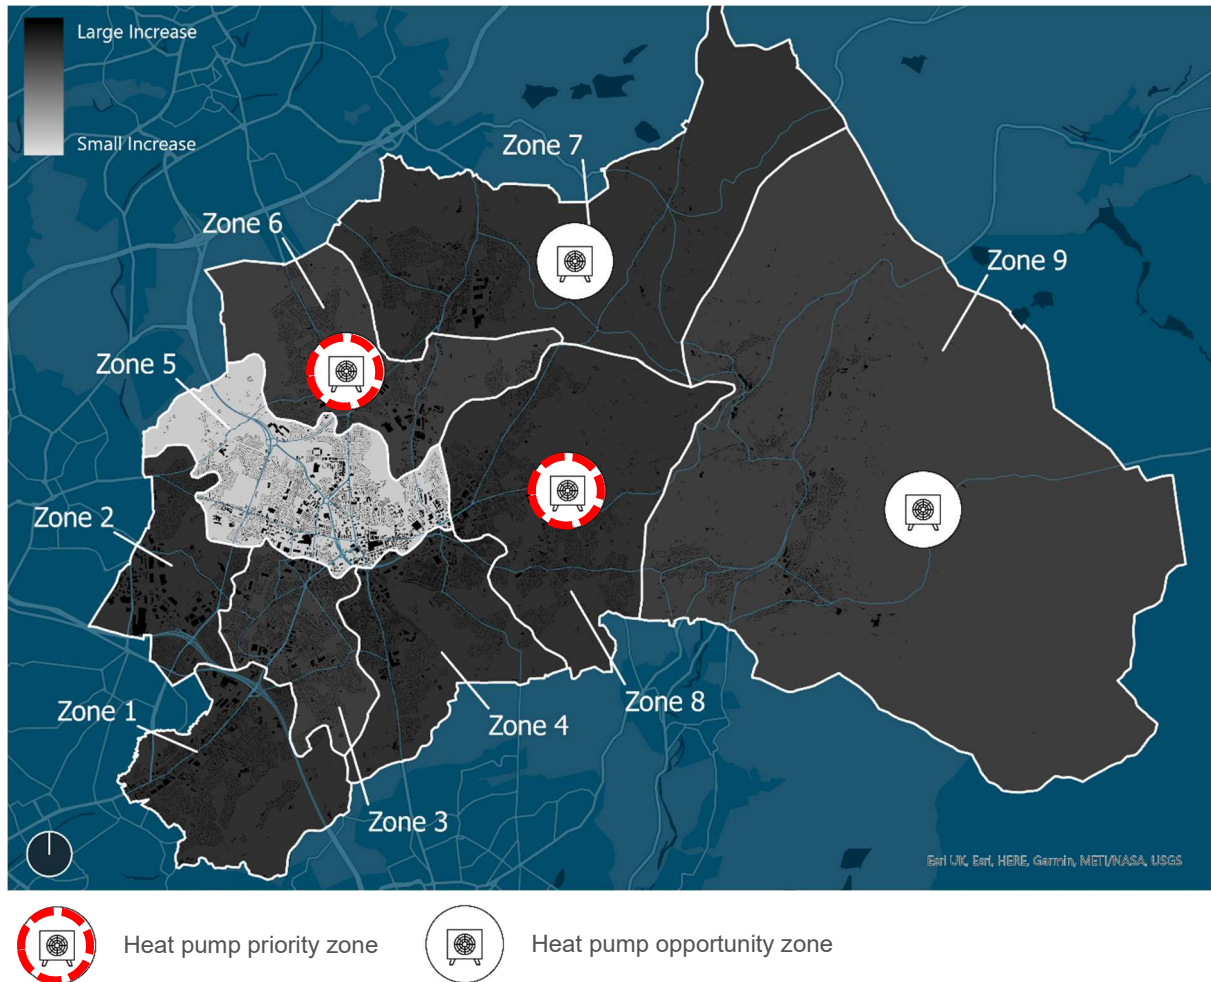 Large Increase
Small Increase
Zone 7
Zone 6
Zone 9
Zone 5
Zone 2
Zone 1
Zone 8
Zone 4
Zone 3
Esri UK, Esri, HERE, Garmin, METI/NASA, USGS
Heat pump priority zone
Heat pump opportunity zone